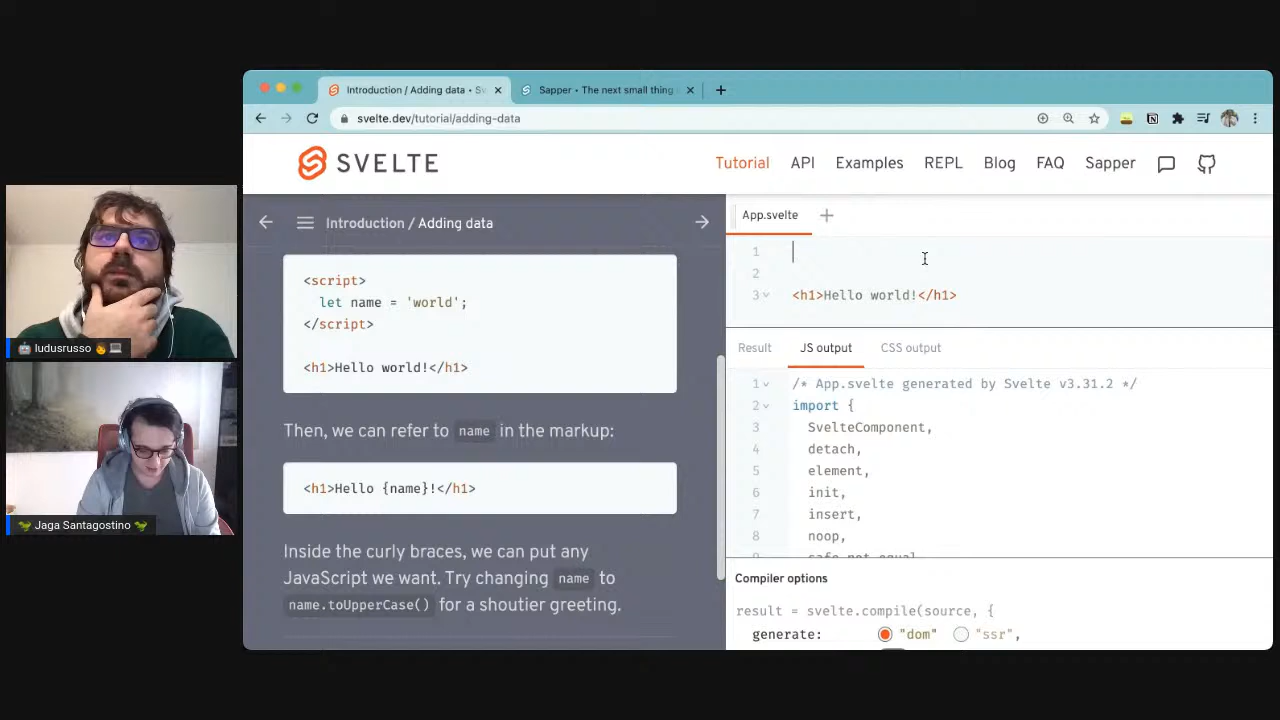 Introduction / Adding data • Sv
Sapper • The next small thing
svelte.dev/tutorial/adding-data
SVELTE
Tutorial API Examples REPL Blog FAQ Sapper
Introduction / Adding data
<script>
let name = 'world';
</script>
<h1>Hello world!</h1>
Then, we can refer to name in the markup:
<h1>Hello {name}!</h1>
Inside the curly braces, we can put any
JavaScript we want. Try changing name to
name.toUpperCase() for a shoutier greeting.
App.svelte
1
2
3 <h1>Hello world!</h1>
Result JS output CSS output
1 /* App.svelte generated by Svelte v3.31.2 */
2 import {
3 SvelteComponent,
4 detach,
5 element,
6 init,
7 insert,
8 noop,
9 safe_not_equal
Compiler options
result = svelte.compile(source, {
generate: "dom" "ssr",
🤖 ludusrusso 👨💻
🦖 Jaga Santagostino 🦖